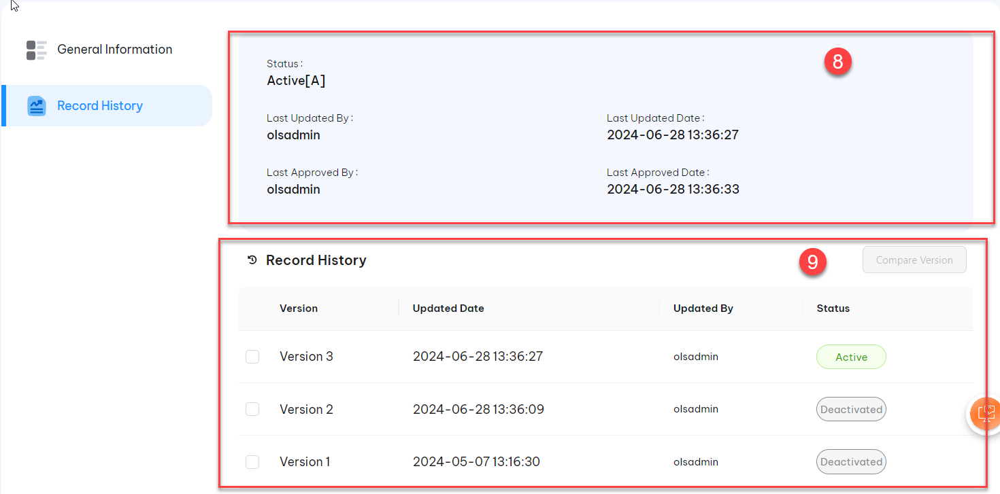 General Information
Record History
8
Status :
Active[A]
Last Updated By : Last Updated Date :
olsadmin 2024-06-28 13:36:27
Last Approved By : Last Approved Date :
olsadmin 2024-06-28 13:36:33
Record History 9 Compare Version
Version Updated Date Updated By Status
Version 3 2024-06-28 13:36:27 olsadmin Active
Version 2 2024-06-28 13:36:09 olsadmin Deactivated
Version 1 2024-05-07 13:16:30 olsadmin Deactivated